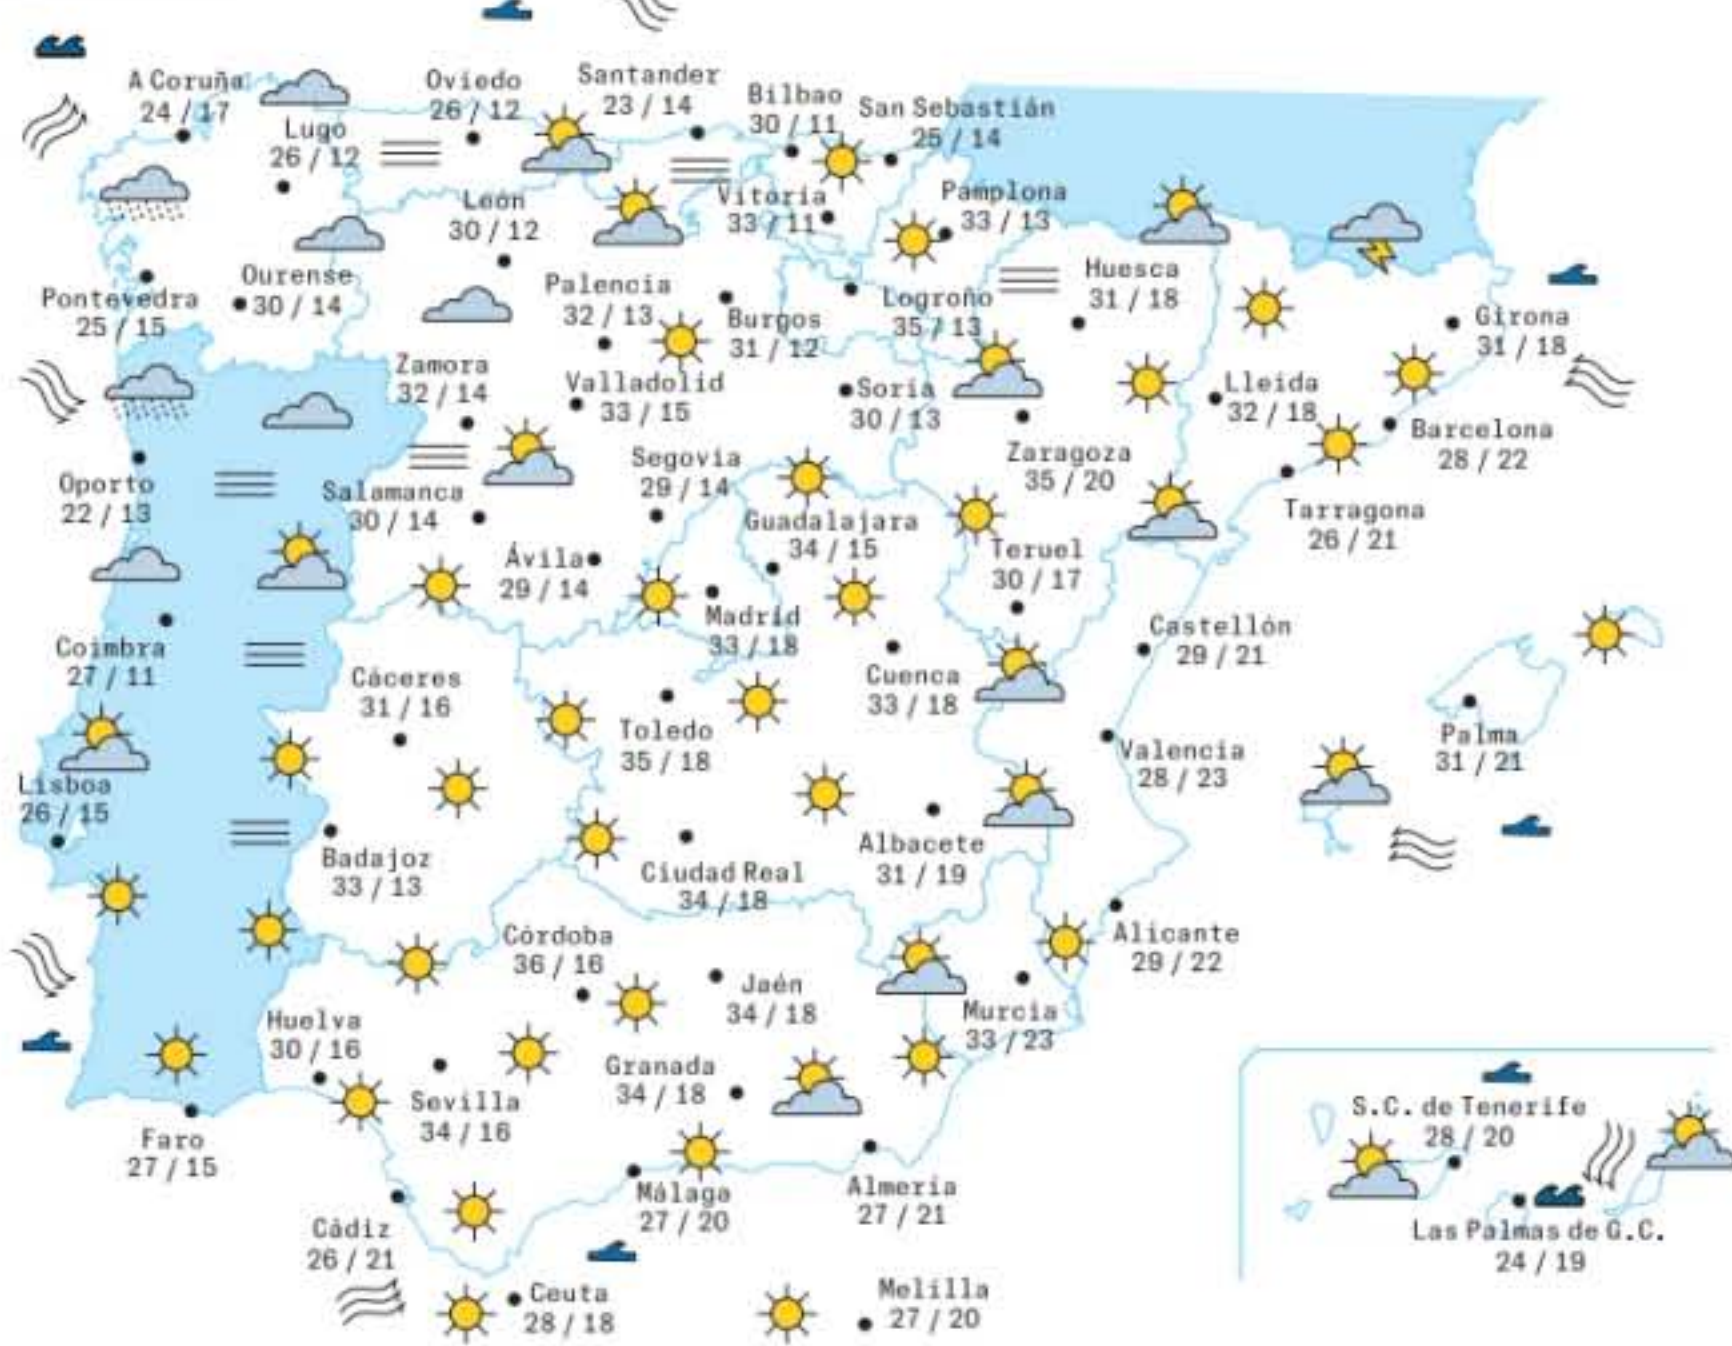 A Coruña
24 / 17
Oviedo
26 / 12
Santander
23 / 14
Bilbao
30 / 11
San Sebastián
25 / 14
Lugo
26 / 12
León
30 / 12
Vitoria
33 / 11
Pamplona
33 / 13
Pontevedra
25 / 15
Ourense
30 / 14
Palencia
32 / 13
Burgos
31 / 12
Logroño
35 / 13
Huesca
31 / 18
Girona
31 / 18
Zamora
32 / 14
Valladolid
33 / 15
Soria
30 / 13
Lleida
32 / 18
Barcelona
28 / 22
Oporto
22 / 13
Salamanca
30 / 14
Segovia
29 / 14
Zaragoza
35 / 20
Tarragona
26 / 21
Guadalajara
34 / 15
Ávila
29 / 14
Teruel
30 / 17
Madrid
33 / 18
Coimbra
27 / 11
Cáceres
31 / 16
Cuenca
33 / 18
Castellón
29 / 21
Toledo
35 / 18
Valencia
28 / 23
Palma
31 / 21
Lisboa
26 / 15
Badajoz
33 / 13
Ciudad Real
34 / 18
Albacete
31 / 19
Córdoba
36 / 16
Alicante
29 / 22
Jaén
34 / 18
Murcia
33 / 23
Huelva
30 / 16
Granada
34 / 18
Sevilla
34 / 16
Faro
27 / 15
Málaga
27 / 20
Almería
27 / 21
Cádiz
26 / 21
Ceuta
28 / 18
Melilla
27 / 20
S.C. de Tenerife
28 / 20
Las Palmas de G.C.
24 / 19